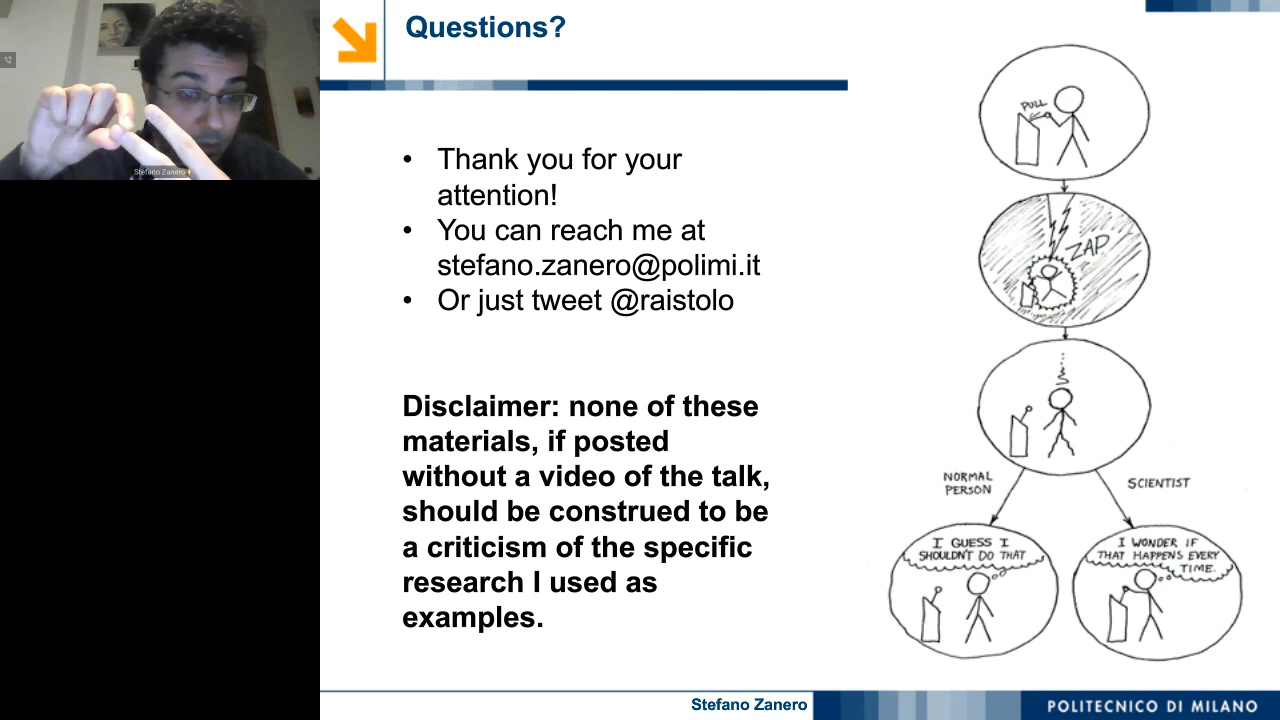 Stefano Zanero
Questions?
• Thank you for your
attention!
• You can reach me at
stefano.zanero@polimi.it
• Or just tweet @raistolo
Disclaimer: none of these
materials, if posted
without a video of the talk,
should be construed to be
a criticism of the specific
research I used as
examples.
PULL
ZAP
NORMAL
PERSON
SCIENTIST
I GUESS I
SHOULDN'T DO THAT
I WONDER IF
THAT HAPPENS EVERY
TIME.
Stefano Zanero
POLITECNICO DI MILANO